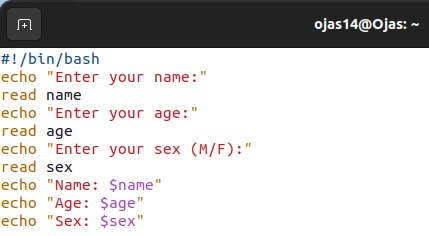 ojas14@Ojas: ~
#!/bin/bash
echo "Enter your name:"
read name
echo "Enter your age:"
read age
echo "Enter your sex (M/F):"
read sex
echo "Name: $name"
echo "Age: $age"
echo "Sex: $sex"